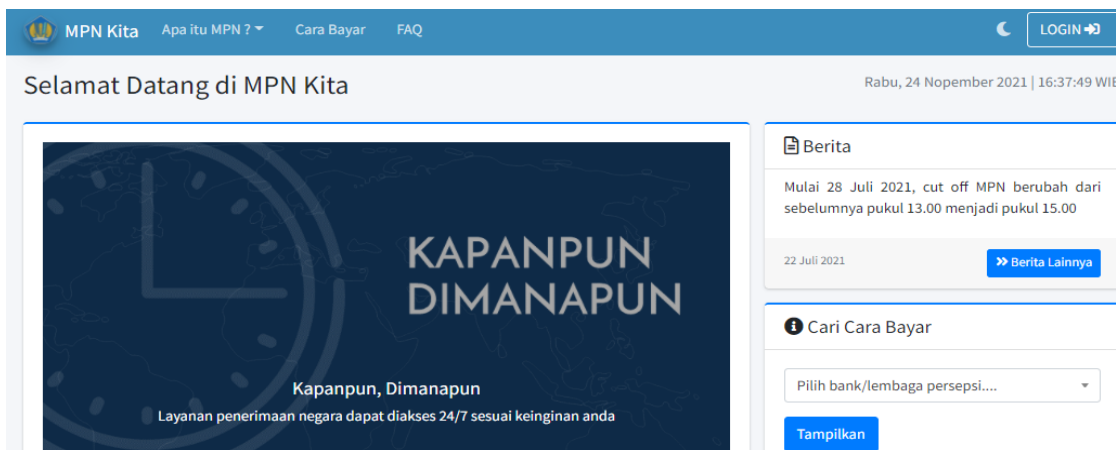 MPN Kita Apa itu MPN ? Cara Bayar FAQ LOGIN
Selamat Datang di MPN Kita
Rabu, 24 Nopember 2021 | 16:37:49 WIB
KAPANPUN
DIMANAPUN
Kapanpun, Dimanapun
Layanan penerimaan negara dapat diakses 24/7 sesuai keinginan anda
Berita
Mulai 28 Juli 2021, cut off MPN berubah dari
sebelumnya pukul 13.00 menjadi pukul 15.00
22 Juli 2021 Berita Lainnya
Cari Cara Bayar
Pilih bank/lembaga persepsi....
Tampilkan